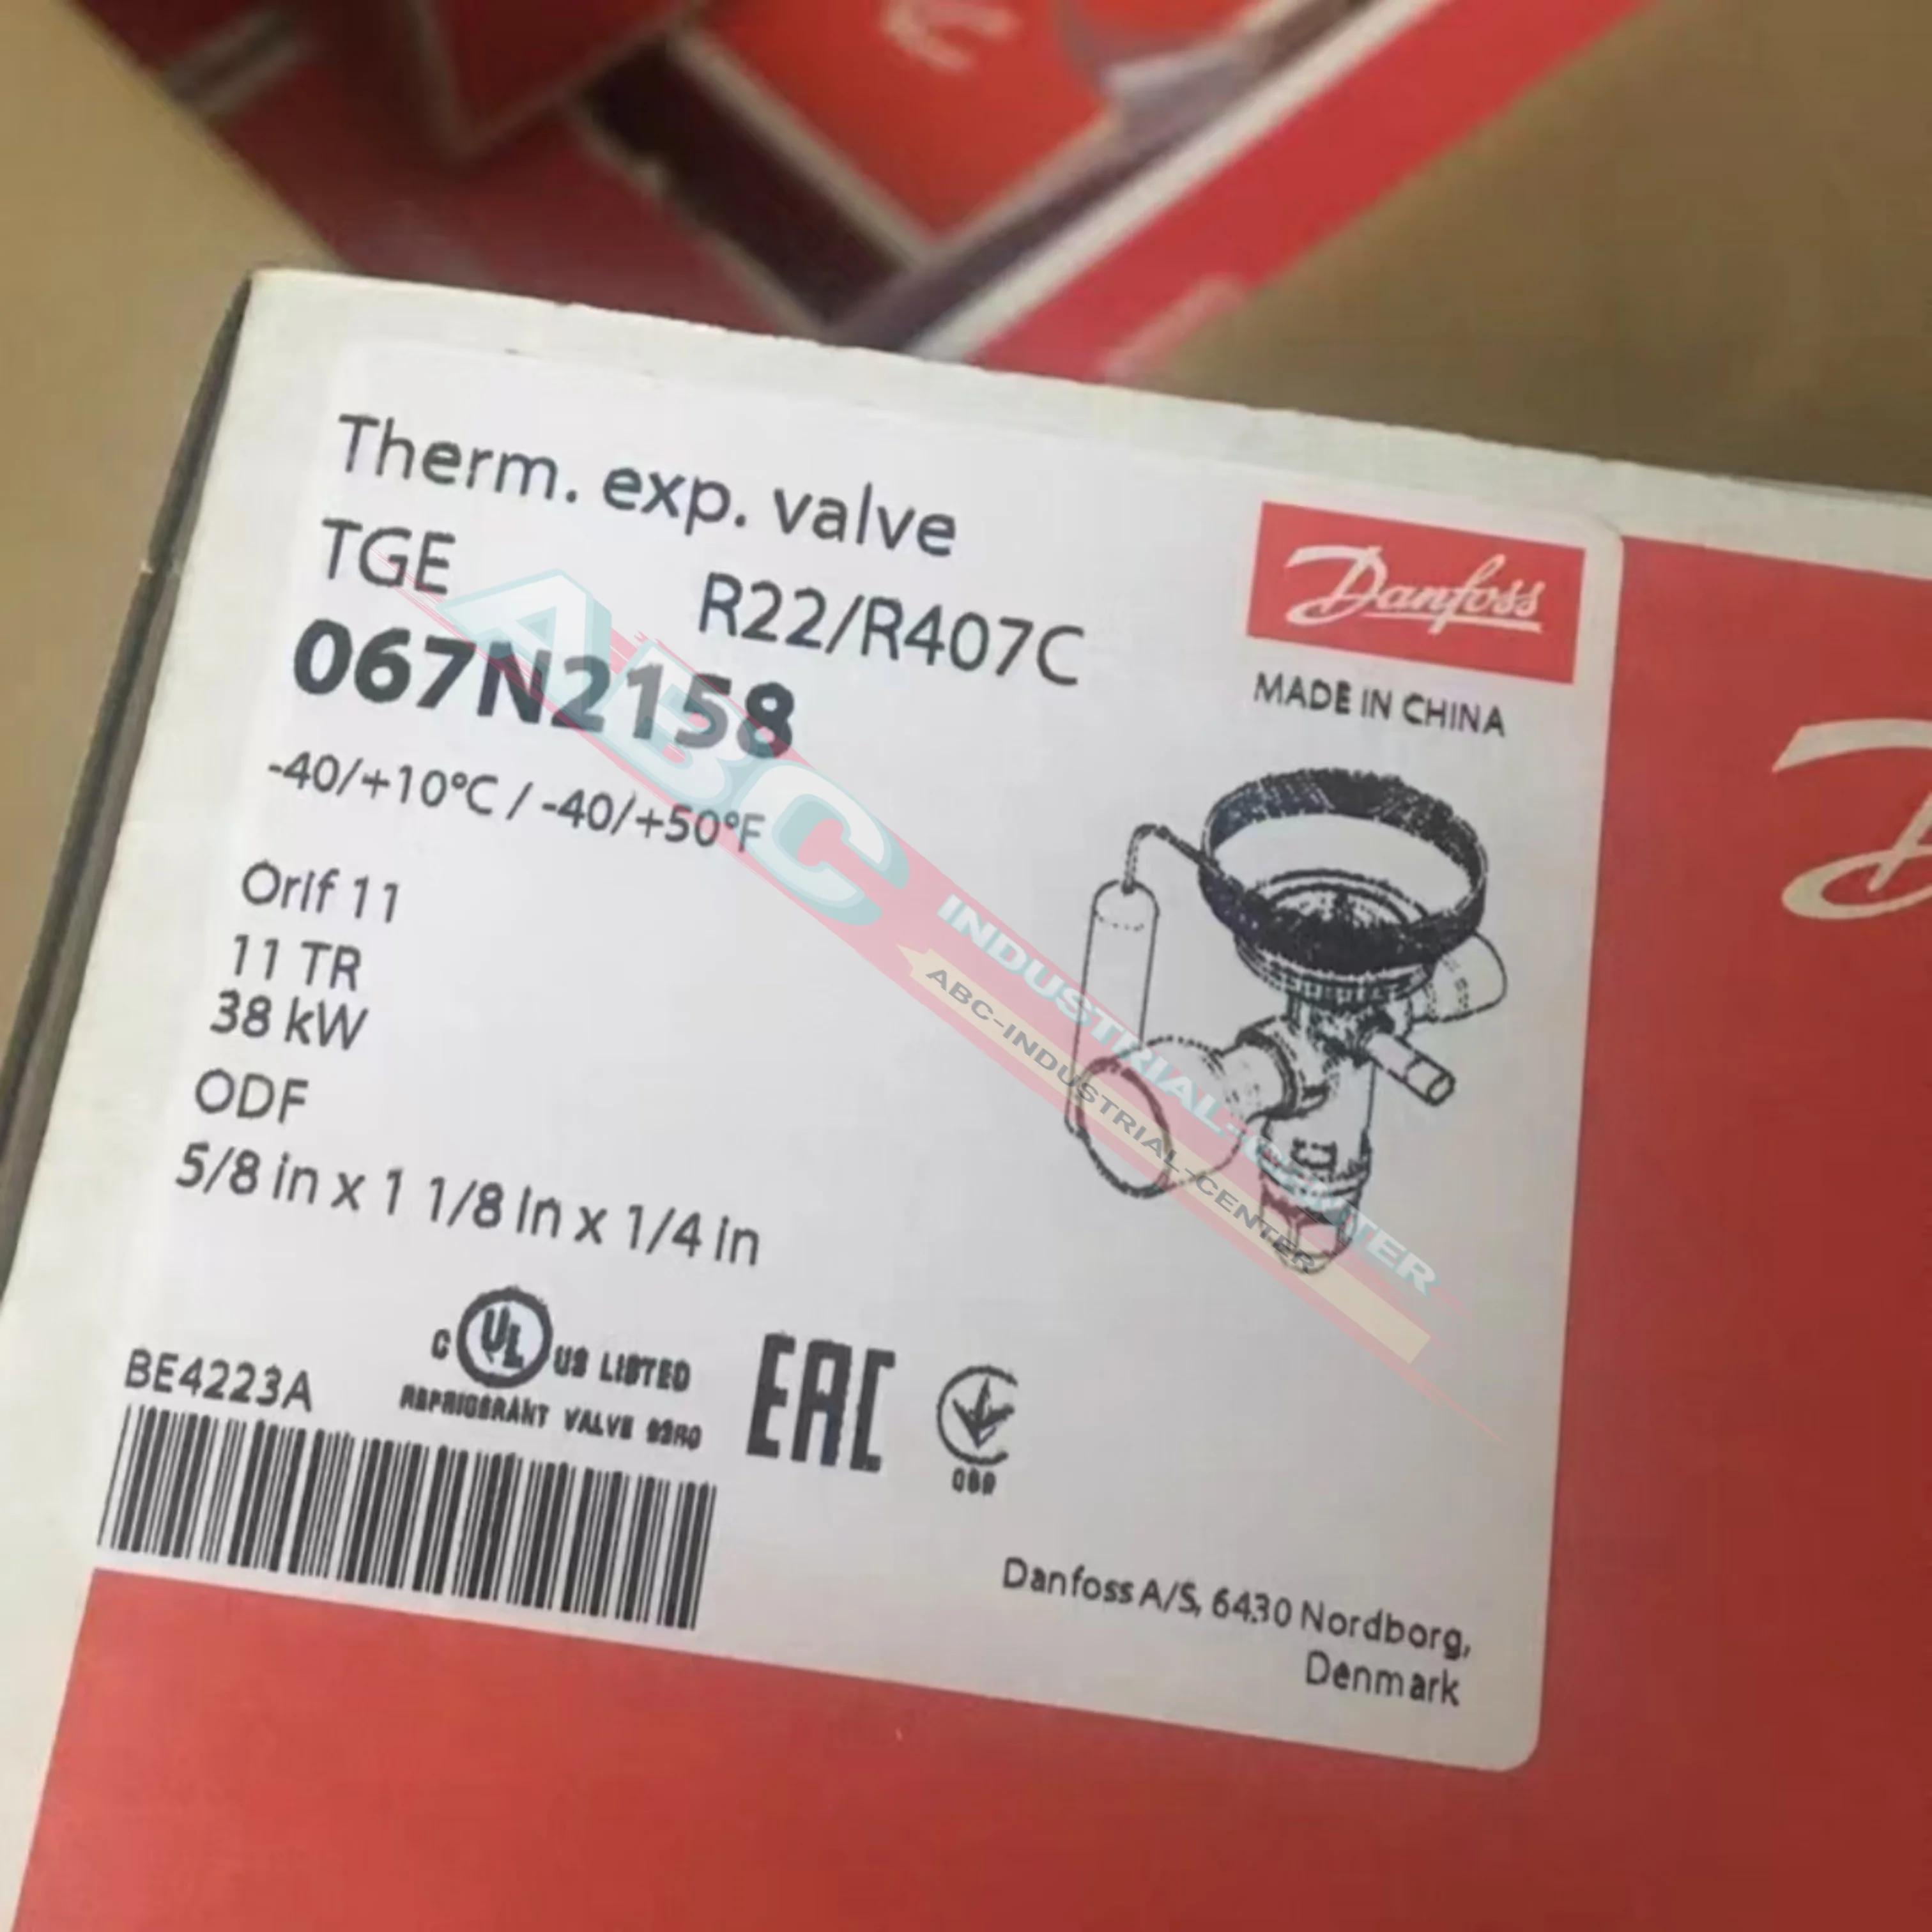 Therm. exp. valve
TGE R22/R407C
067N2158
-40/+10°C / -40/+50°F
Orif 11
11 TR
38 kW
ODF
5/8 in x 1 1/8 in x 1/4 in
Danfoss
MADE IN CHINA
ABC
INDUSTRIAL-CENTER
ABC-INDUSTRIAL-CENTER
C UL US LISTED
REFRIGERANT VALVE
BE4223A
EAC
Danfoss A/S, 6430 Nordborg,
Denmark